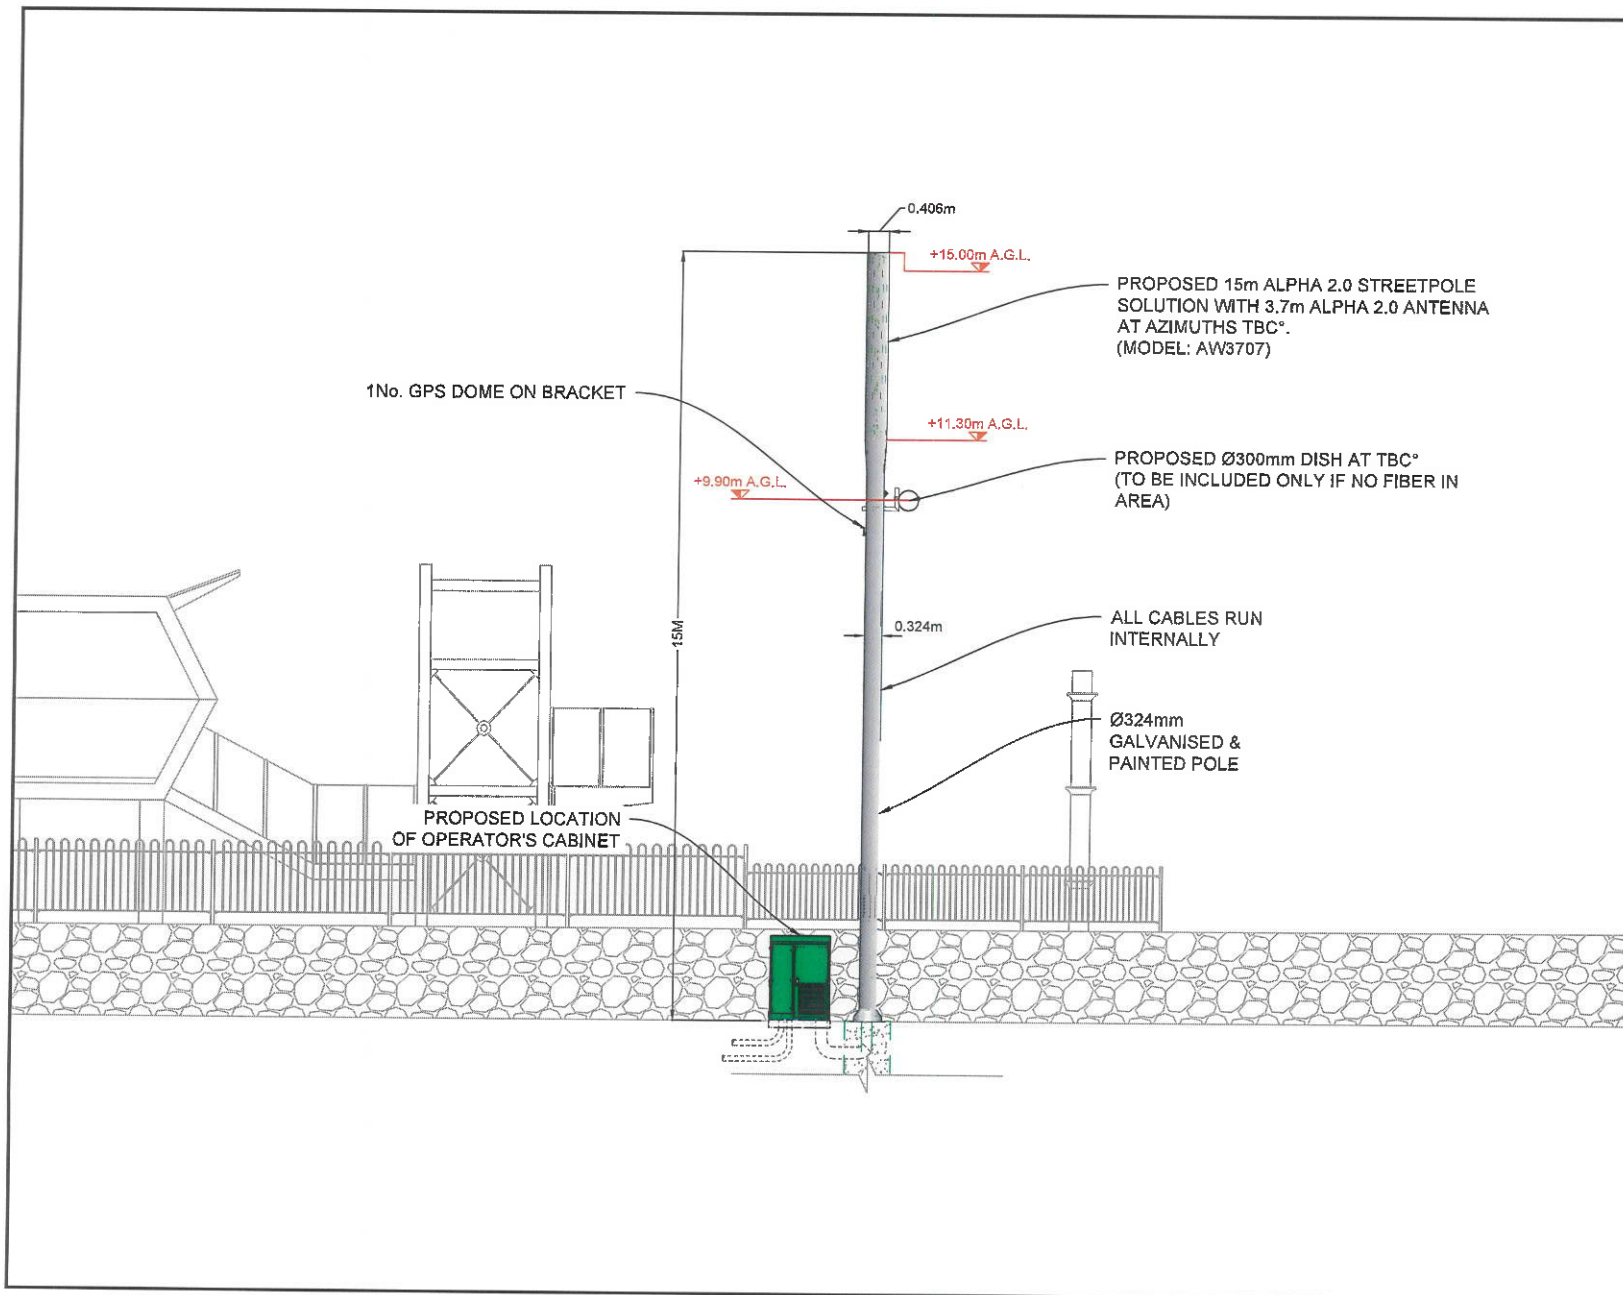 0.406m
+15.00m A.G.L.
PROPOSED 15m ALPHA 2.0 STREETPOLE
SOLUTION WITH 3.7m ALPHA 2.0 ANTENNA
AT AZIMUTHS TBC°.
(MODEL: AW3707)
1No. GPS DOME ON BRACKET
+11.30m A.G.L.
PROPOSED Ø300mm DISH AT TBC°
(TO BE INCLUDED ONLY IF NO FIBER IN
AREA)
+9.90m A.G.L.
15M
0.324m
ALL CABLES RUN
INTERNALLY
Ø324mm
GALVANISED &
PAINTED POLE
PROPOSED LOCATION
OF OPERATOR'S CABINET